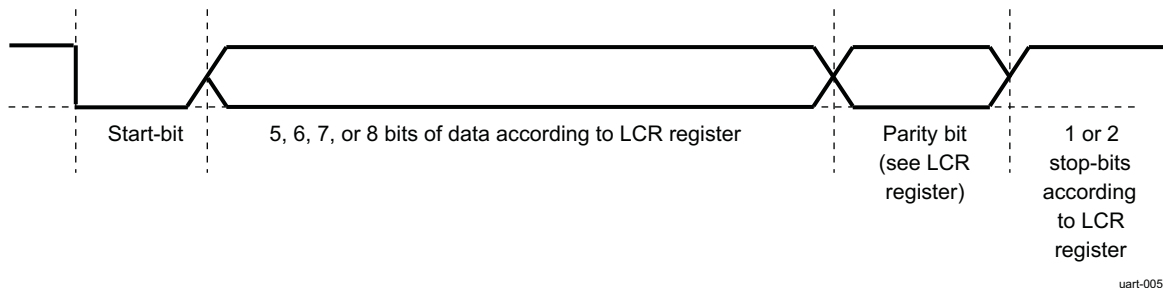 Start-bit
5, 6, 7, or 8 bits of data according to LCR register
Parity bit
(see LCR
register)
1 or 2
stop-bits
according
to LCR
register
uart-005